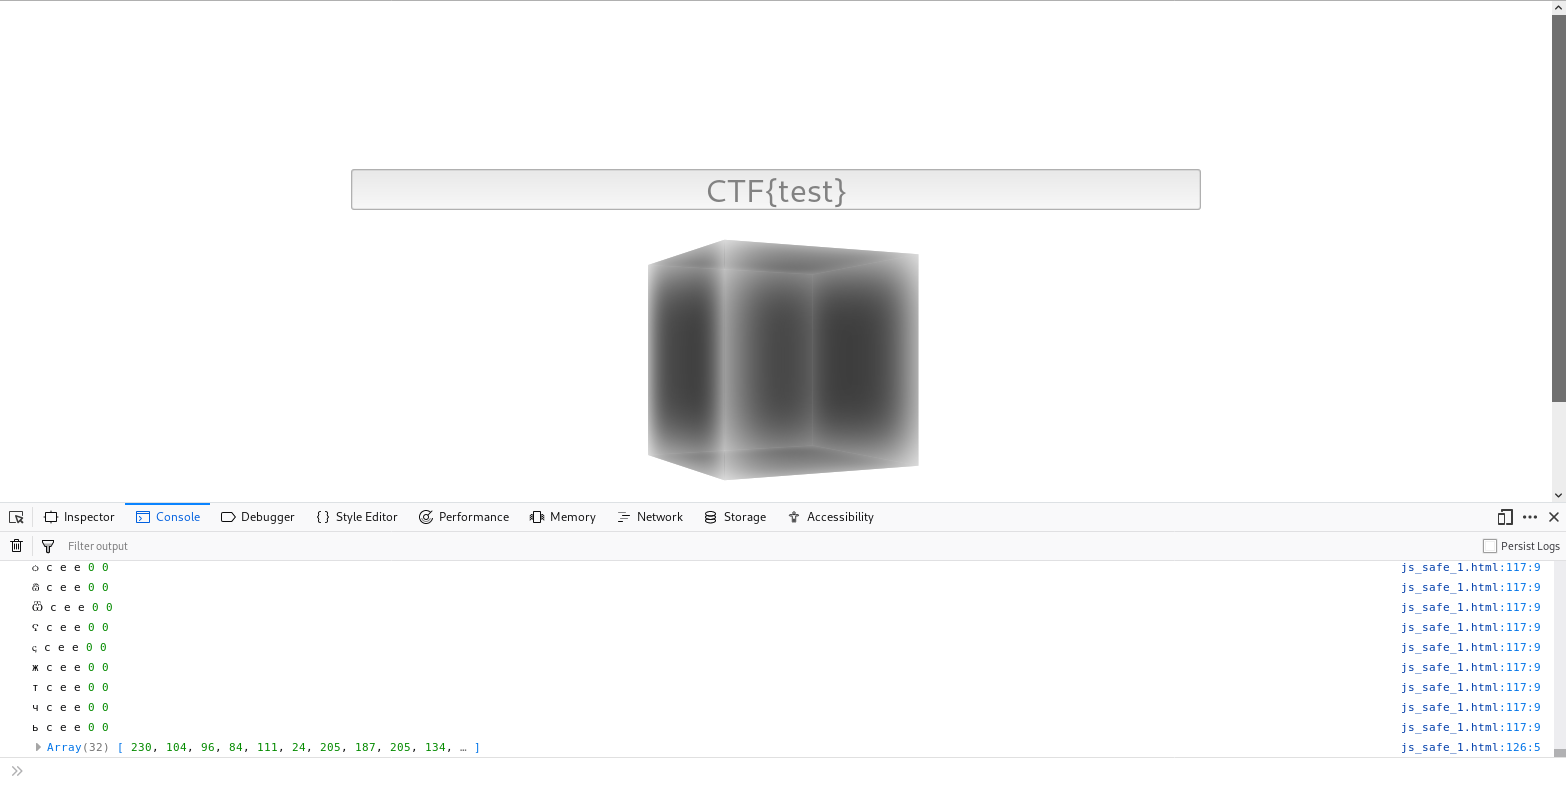 CTF{test}
Inspector Console Debugger { } Style Editor Performance Memory Network Storage Accessibility
Filter output Persist Logs
c e e 0 0 js_safe_1.html:117:9
c e e 0 0 js_safe_1.html:117:9
c e e 0 0 js_safe_1.html:117:9
c e e 0 0 js_safe_1.html:117:9
ς c e e 0 0 js_safe_1.html:117:9
ж c e e 0 0 js_safe_1.html:117:9
т c e e 0 0 js_safe_1.html:117:9
ч c e e 0 0 js_safe_1.html:117:9
ь c e e 0 0 js_safe_1.html:117:9
Array(32) [ 230, 104, 96, 84, 111, 24, 205, 187, 205, 134, … ] js_safe_1.html:126:5